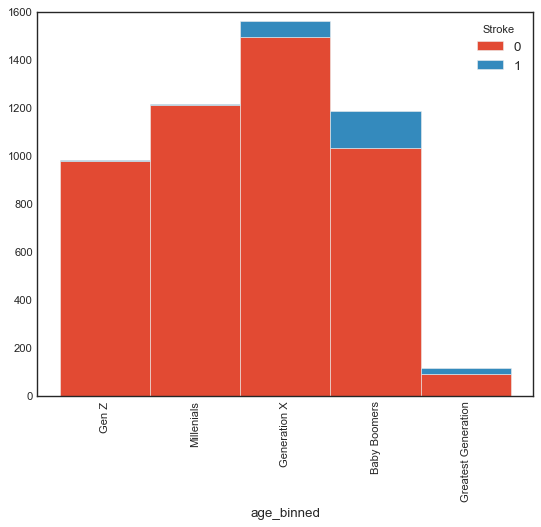 1600
1400
1200
1000
800
600
400
200
0
Stroke
0
1
Gen Z
Millenials
Generation X
Baby Boomers
Greatest Generation
age_binned